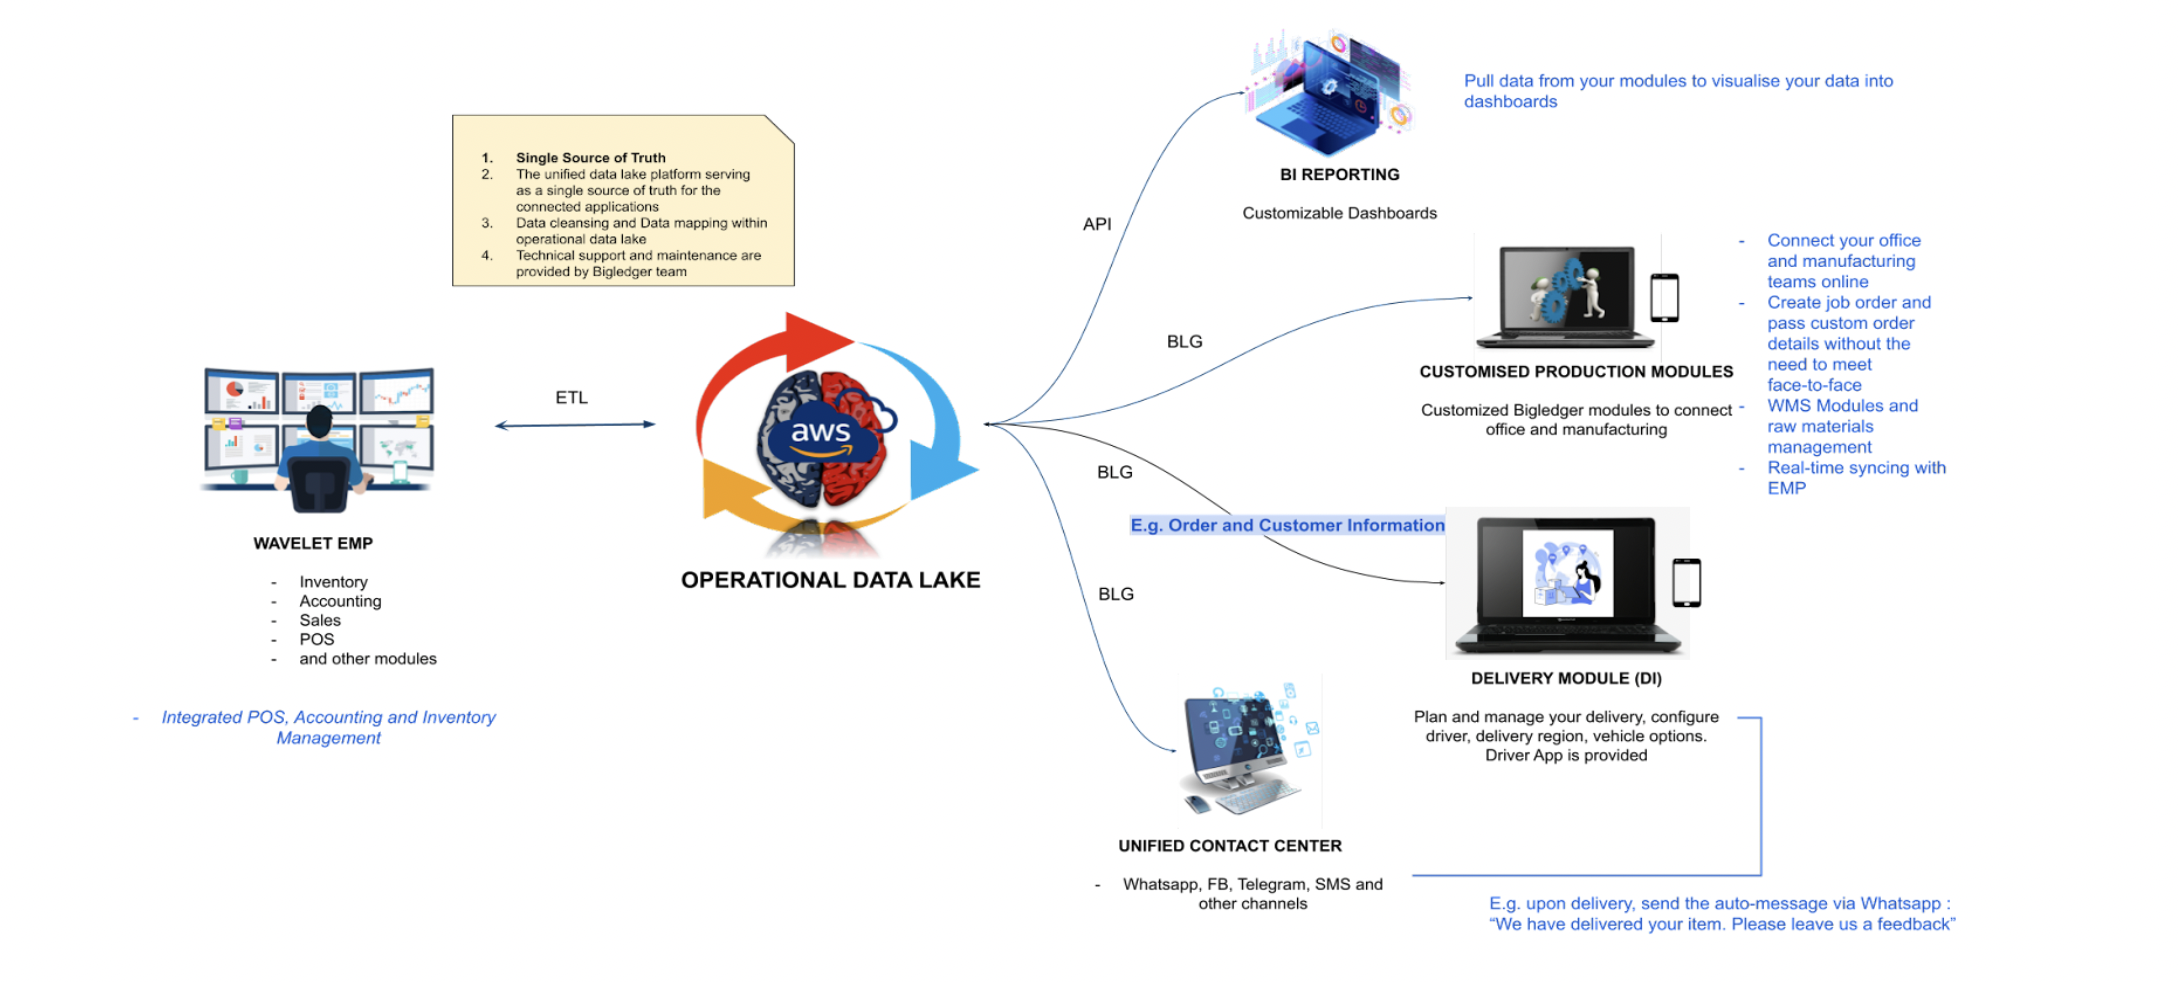 Pull data from your modules to visualise your data into
dashboards
1. Single Source of Truth
2. The unified data lake platform serving
as a single source of truth for the
connected applications
3. Data cleansing and Data mapping within
operational data lake
4. Technical support and maintenance are
provided by Bigledger team
BI REPORTING
Customizable Dashboards
API
BLG
- Connect your office
and manufacturing
teams online
- Create job order and
pass custom order
details without the
need to meet
face-to-face
- WMS Modules and
raw materials
management
- Real-time syncing with
EMP
CUSTOMISED PRODUCTION MODULES
Customized Bigledger modules to connect
office and manufacturing
ETL
aws
OPERATIONAL DATA LAKE
WAVELET EMP
- Inventory
- Accounting
- Sales
- POS
- and other modules
- Integrated POS, Accounting and Inventory
Management
BLG
E.g. Order and Customer Information
BLG
DELIVERY MODULE (DI)
Plan and manage your delivery, configure
driver, delivery region, vehicle options.
Driver App is provided
UNIFIED CONTACT CENTER
- Whatsapp, FB, Telegram, SMS and
other channels
E.g. upon delivery, send the auto-message via Whatsapp :
“We have delivered your item. Please leave us a feedback”